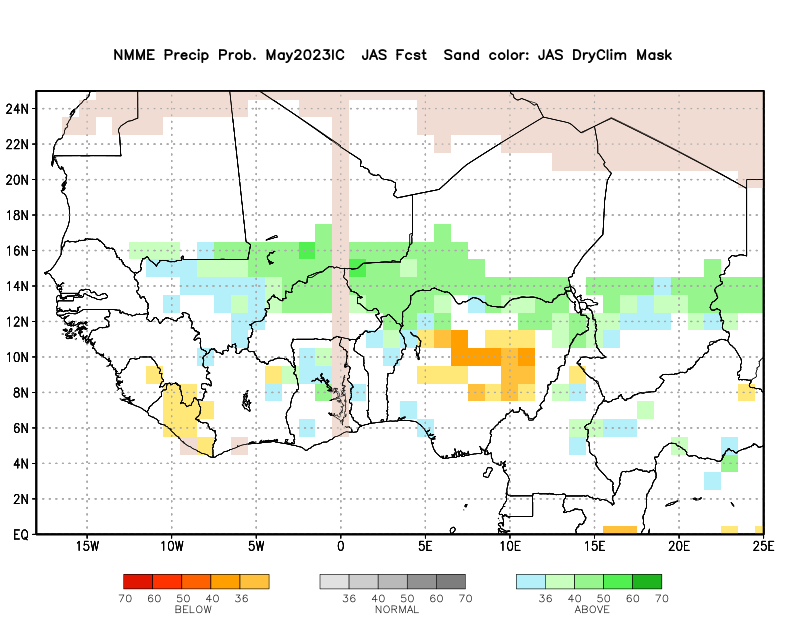 NMME Precip Prob. May2023IC JAS Fcst Sand color: JAS DryClim Mask
24N
22N
20N
18N
16N
14N
12N
10N
8N
6N
4N
2N
EQ
15W 10W 5W 0 5E 10E 15E 20E 25E
70 60 50 40 36 36 40 50 60 70 36 40 50 60 70
BELOW NORMAL ABOVE